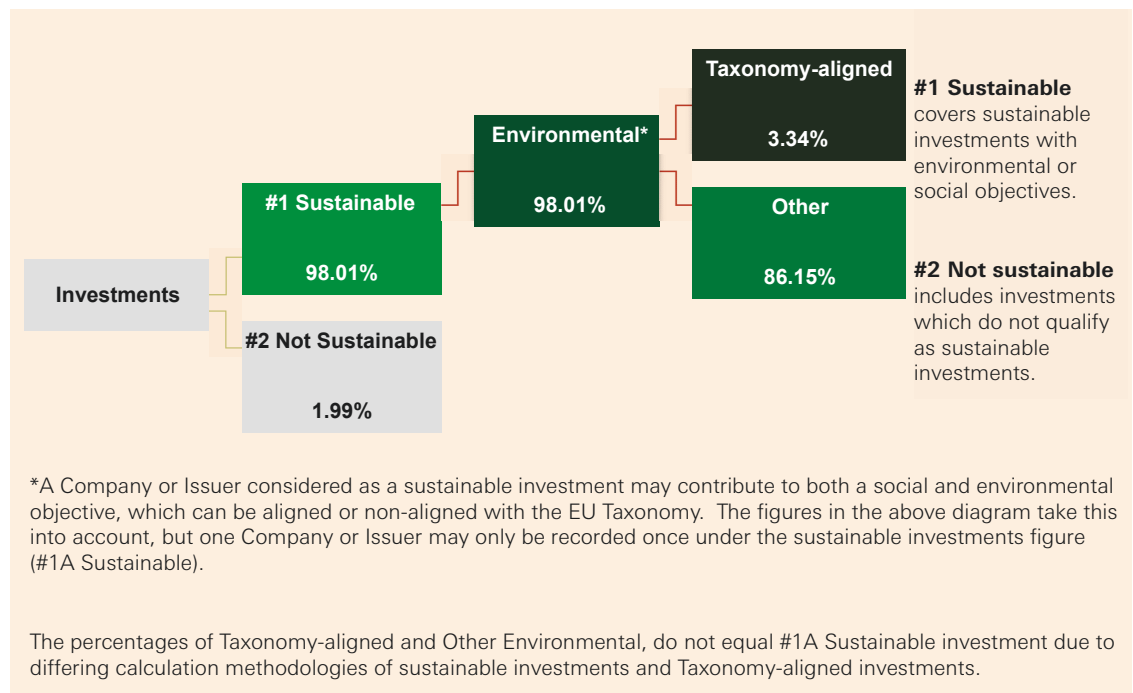 Taxonomy-aligned
3.34%
Environmental*
98.01%
Other
86.15%
#1 Sustainable
98.01%
Investments
#2 Not Sustainable
1.99%
#1 Sustainable
covers sustainable
investments with
environmental or
social objectives.
#2 Not sustainable
includes investments
which do not qualify
as sustainable
investments.
*A Company or Issuer considered as a sustainable investment may contribute to both a social and environmental
objective, which can be aligned or non-aligned with the EU Taxonomy.  The figures in the above diagram take this
into account, but one Company or Issuer may only be recorded once under the sustainable investments figure
(#1A Sustainable).
The percentages of Taxonomy-aligned and Other Environmental, do not equal #1A Sustainable investment due to
differing calculation methodologies of sustainable investments and Taxonomy-aligned investments.